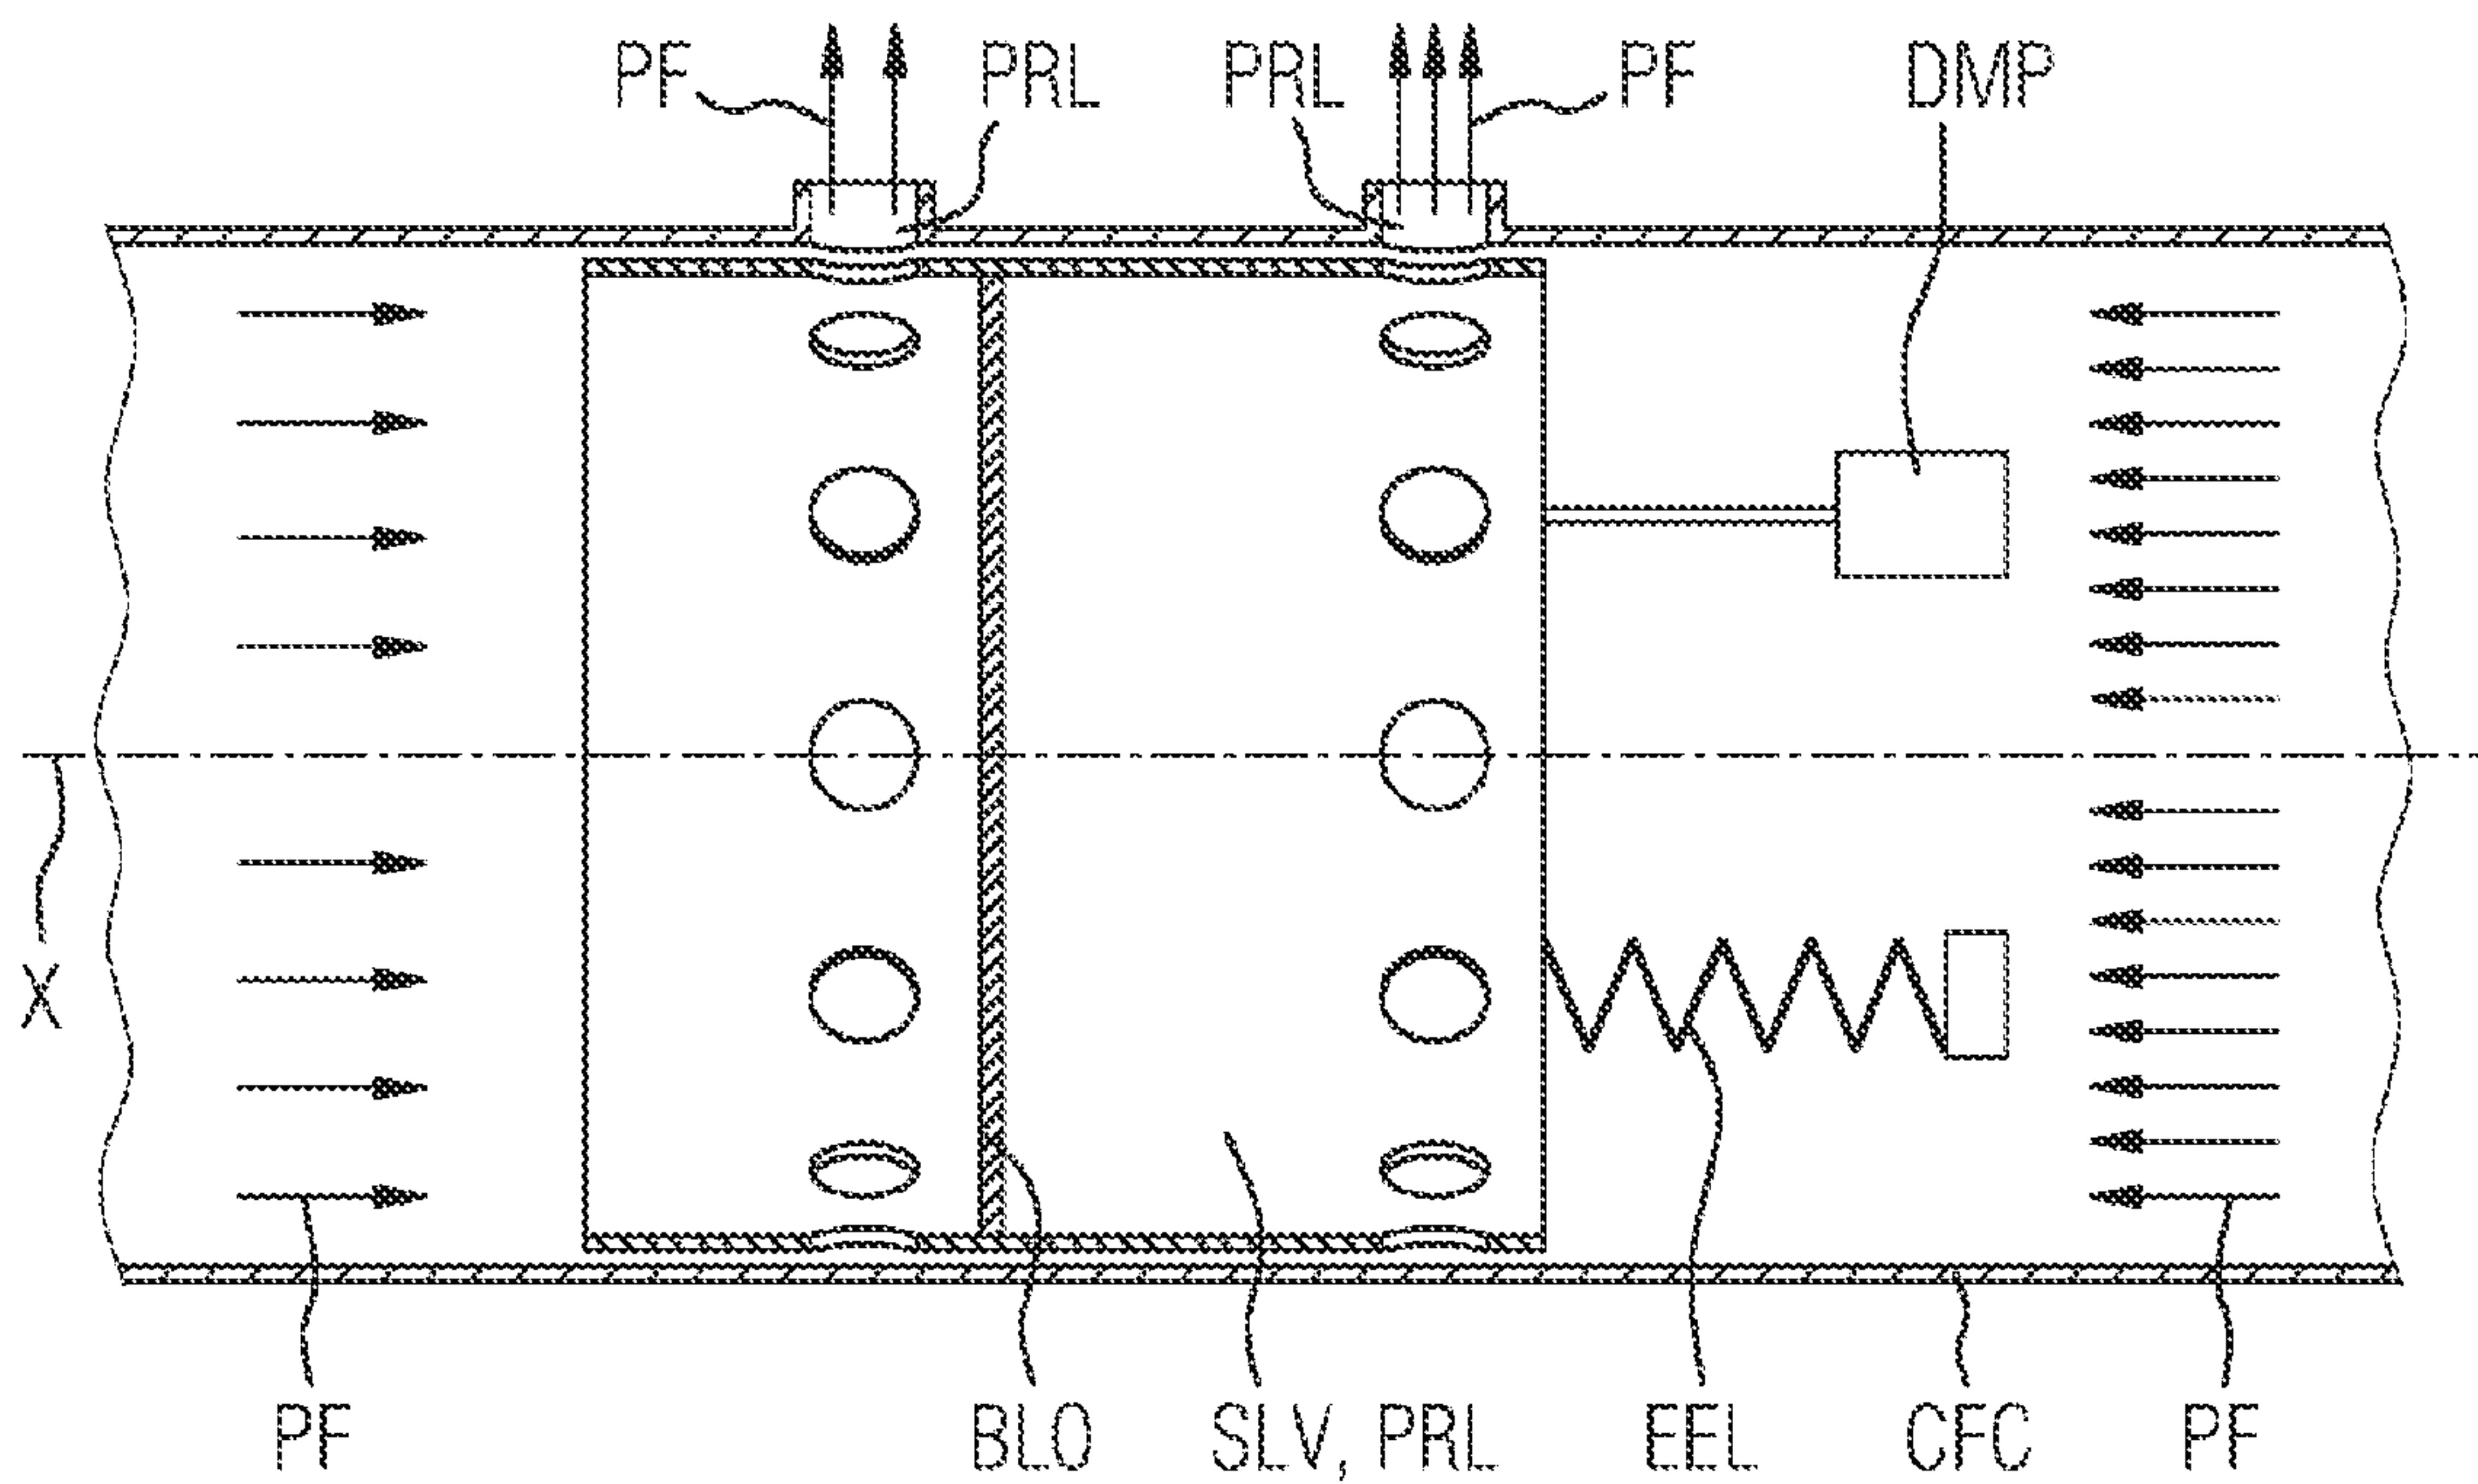 PF PRL PRL PF DMP
X
PF BLO SLV, PRL EEL CFC PF